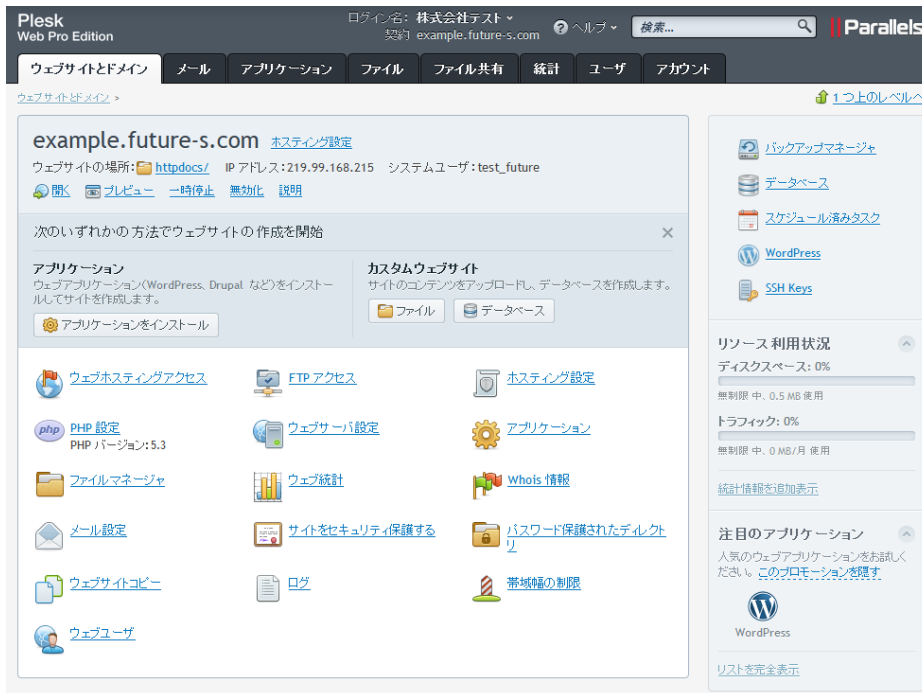 Plesk
Web Pro Edition
ログイン名: 株式会社テスト
契約 example.future-s.com
ヘルプ
検索...
Parallels
ウェブサイトとドメイン
メール
アプリケーション
ファイル
ファイル共有
統計
ユーザ
アカウント
ウェブサイトとドメイン >
1 つ上のレベルへ
example.future-s.com ホスティング設定
ウェブサイトの場所: httpdocs/ IP アドレス:219.99.168.215 システムユーザ:test_future
開く プレビュー 一時停止 無効化 説明
次のいずれかの方法でウェブサイトの作成を開始
アプリケーション
ウェブアプリケーション(WordPress、Drupal など)をインストー
ルしてサイトを作成します。
アプリケーションをインストール
カスタムウェブサイト
サイトのコンテンツをアップロードし、データベースを作成します。
ファイル
データベース
ウェブホスティングアクセス
FTP アクセス
ホスティング設定
php
PHP 設定
PHP バージョン:5.3
ウェブサーバ設定
アプリケーション
ファイルマネージャ
ウェブ統計
Whois 情報
メール設定
サイトをセキュリティ保護する
パスワード保護されたディレクト
リ
ウェブサイトコピー
ログ
帯域幅の制限
ウェブユーザ
バックアップマネージャ
データベース
スケジュール済みタスク
WordPress
SSH Keys
リソース利用状況
ディスクスペース: 0%
無制限 中、0.5 MB 使用
トラフィック: 0%
無制限 中、0 MB/月 使用
統計情報を追加表示
注目のアプリケーション
人気のウェブアプリケーションをお試しく
ださい。このプロモーションを隠す
WordPress
リストを完全表示